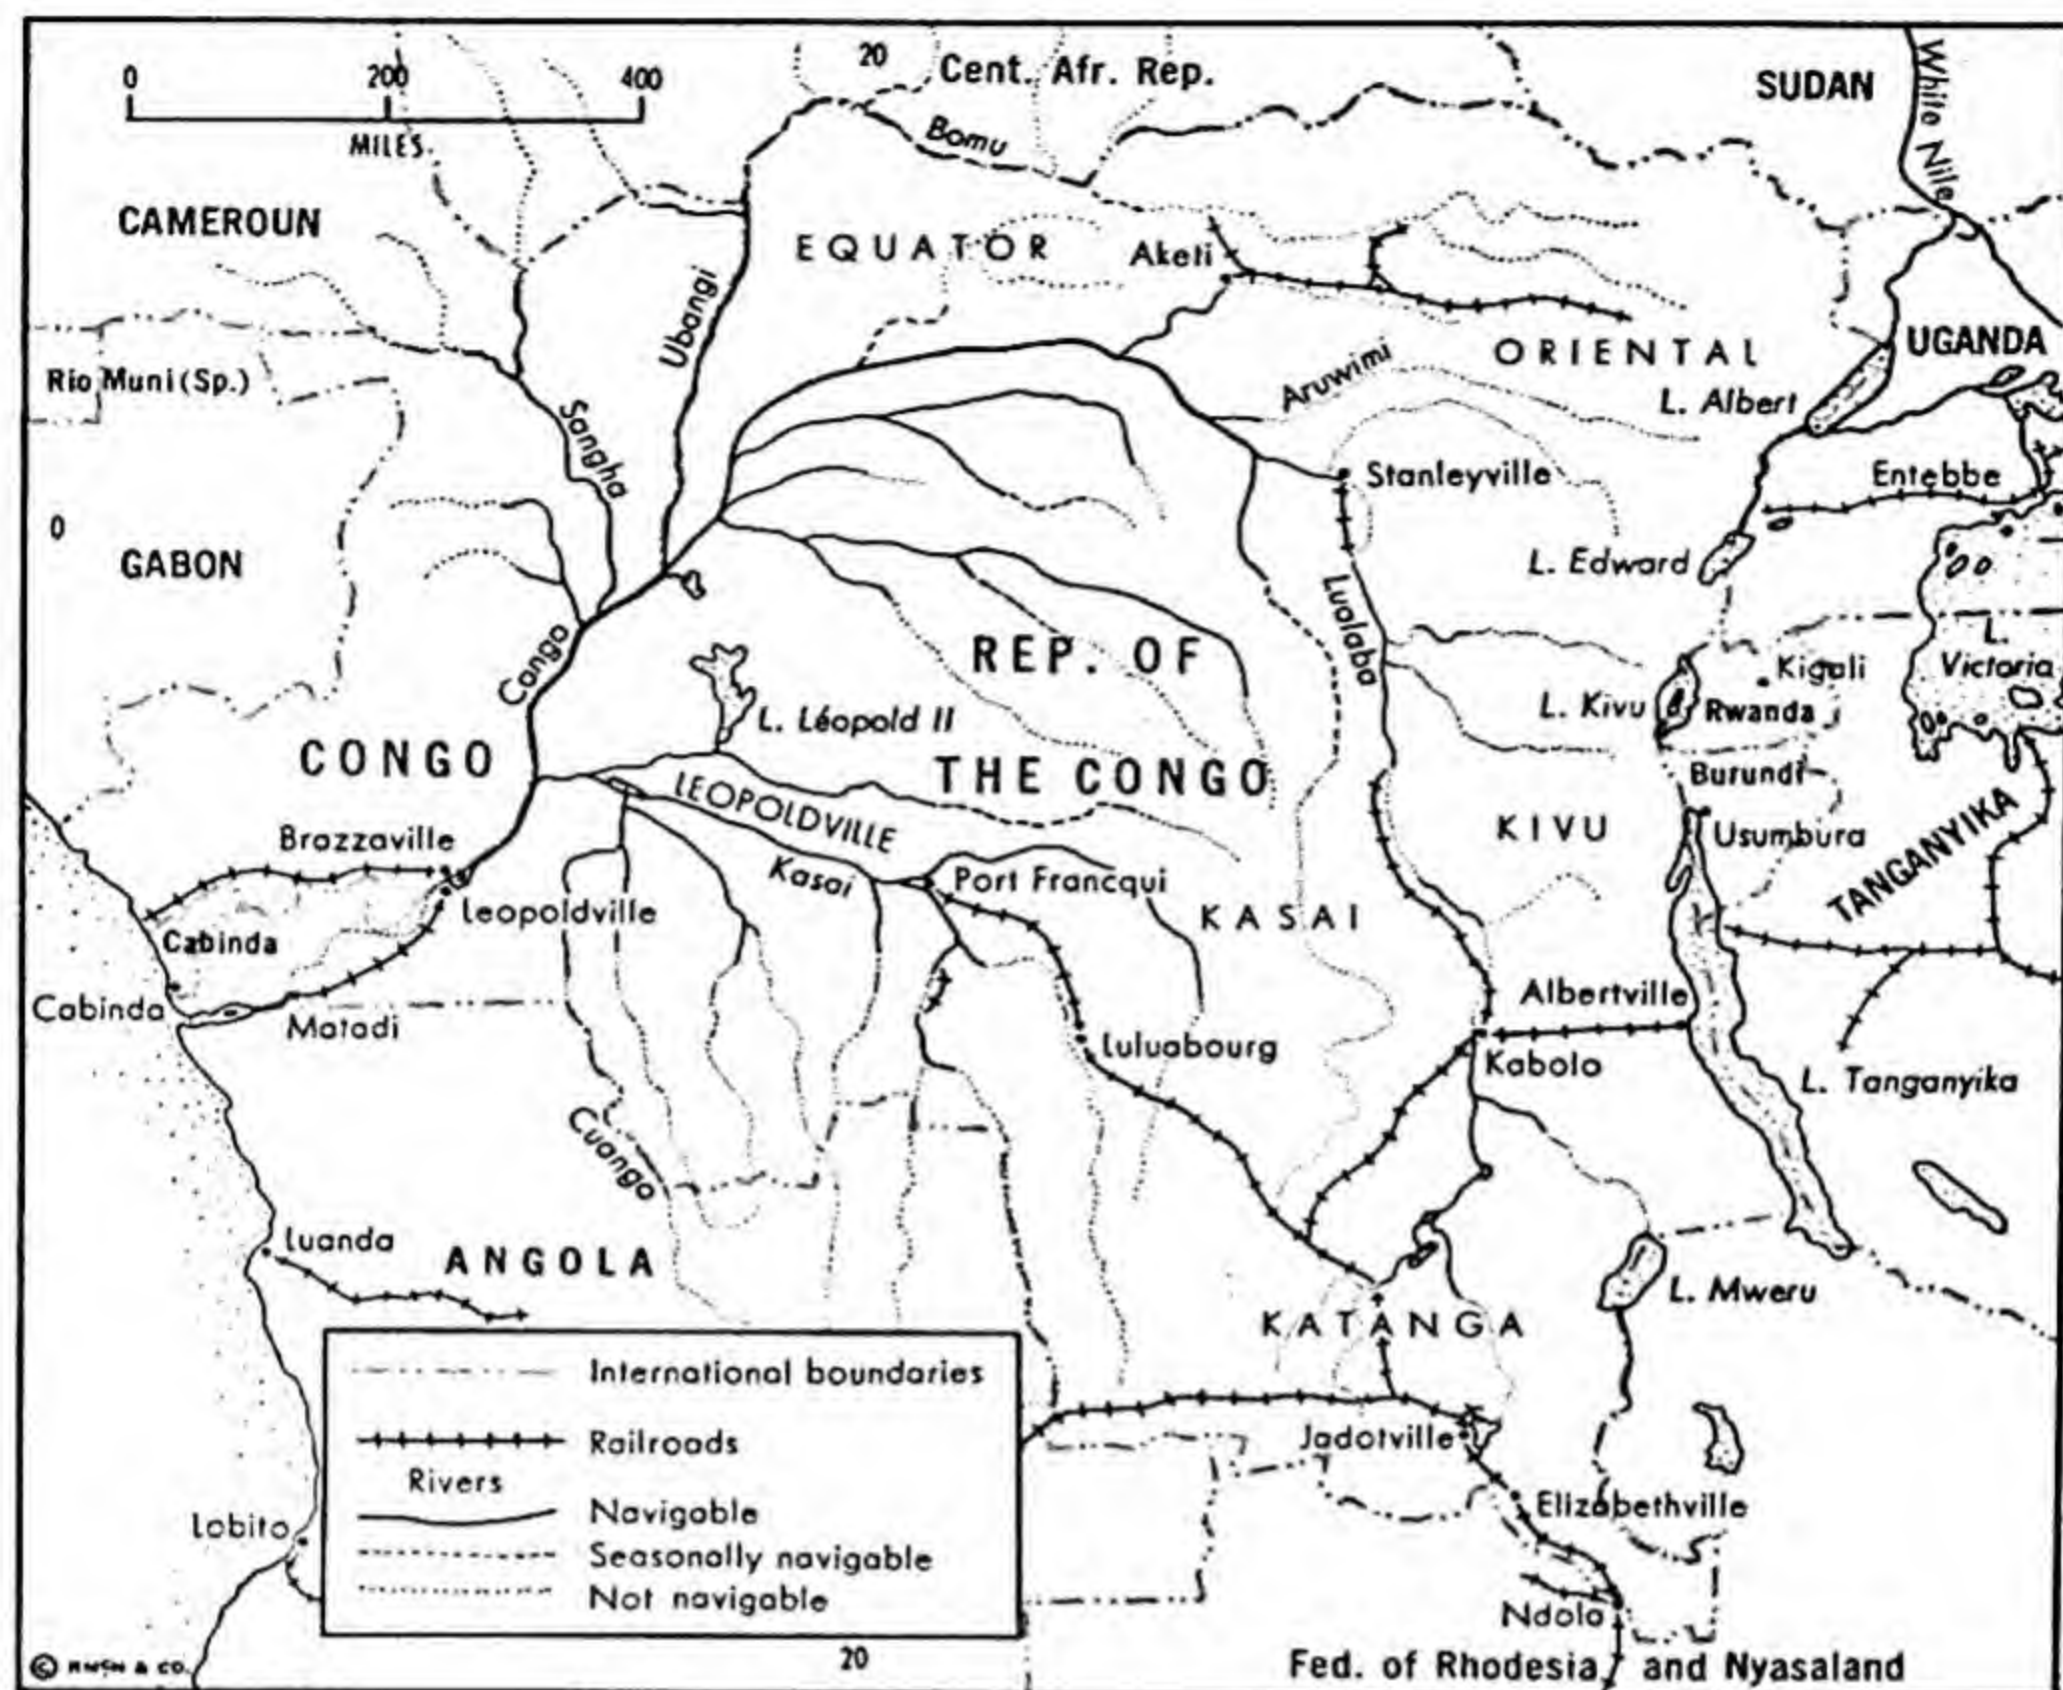 0 200 400
MILES
20
Cent. Afr. Rep.
SUDAN
White Nile
Bomu
CAMEROUN
EQUATOR
Aketi
Ubangi
UGANDA
ORIENTAL
Aruwimi
Rio Muni (Sp.)
L. Albert
Sangha
Stanleyville
Entebbe
0
GABON
L. Edward
Lualaba
REP. OF
THE CONGO
L.
Victoria
Kigali
Congo
L. Kivu
Rwanda
L. Léopold II
CONGO
Burundi
LEOPOLDVILLE
KIVU
Usumbura
TANGANYIKA
Brazzaville
Kasai
Port Francqui
Leopoldville
KASAI
Cabinda
Albertville
Cabinda
Matadi
Luluabourg
Kabolo
L. Tanganyika
Cuango
Luanda
ANGOLA
L. Mweru
KATANGA
International boundaries
Railroads
Rivers
Navigable
Seasonally navigable
Not navigable
Jadotville
Elizabethville
Lobito
Ndola
20
Fed. of Rhodesia and Nyasaland